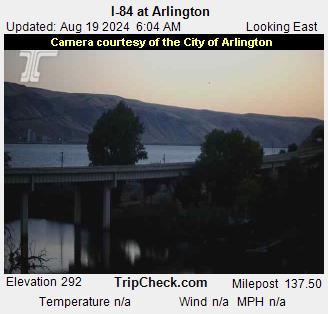 I-84 at Arlington
Updated: Aug 19 2024 6:04 AM Looking East
Camera courtesy of the City of Arlington
Elevation 292 TripCheck.com Milepost 137.50
Temperature n/a Wind n/a MPH n/a